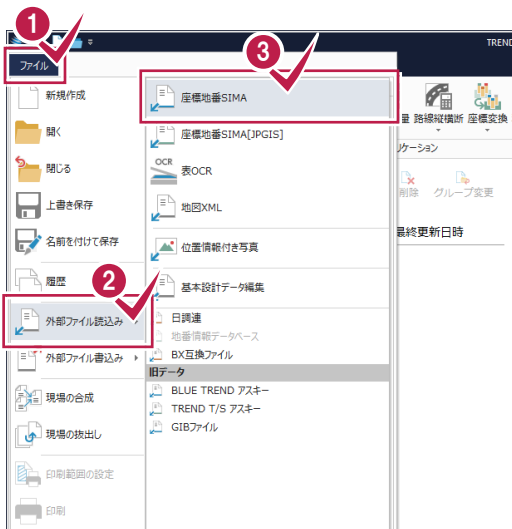 1
3
TREND
ファイル
新規作成
開く
閉じる
上書き保存
名前を付けて保存
履歴
2
外部ファイル読込み
外部ファイル書込み
現場の合成
現場の抜出し
印刷範囲の設定
印刷
座標地番SIMA
座標地番SIMA[JPGIS]
OCR
表OCR
地図XML
位置情報付き写真
基本設計データ編集
日調連
地番情報データベース
BX互換ファイル
旧データ
BLUE TREND アスキー
TREND T/S アスキー
GIBファイル
量 路線縦横断 座標変換
リケーション
削除 グループ変更
最終更新日時